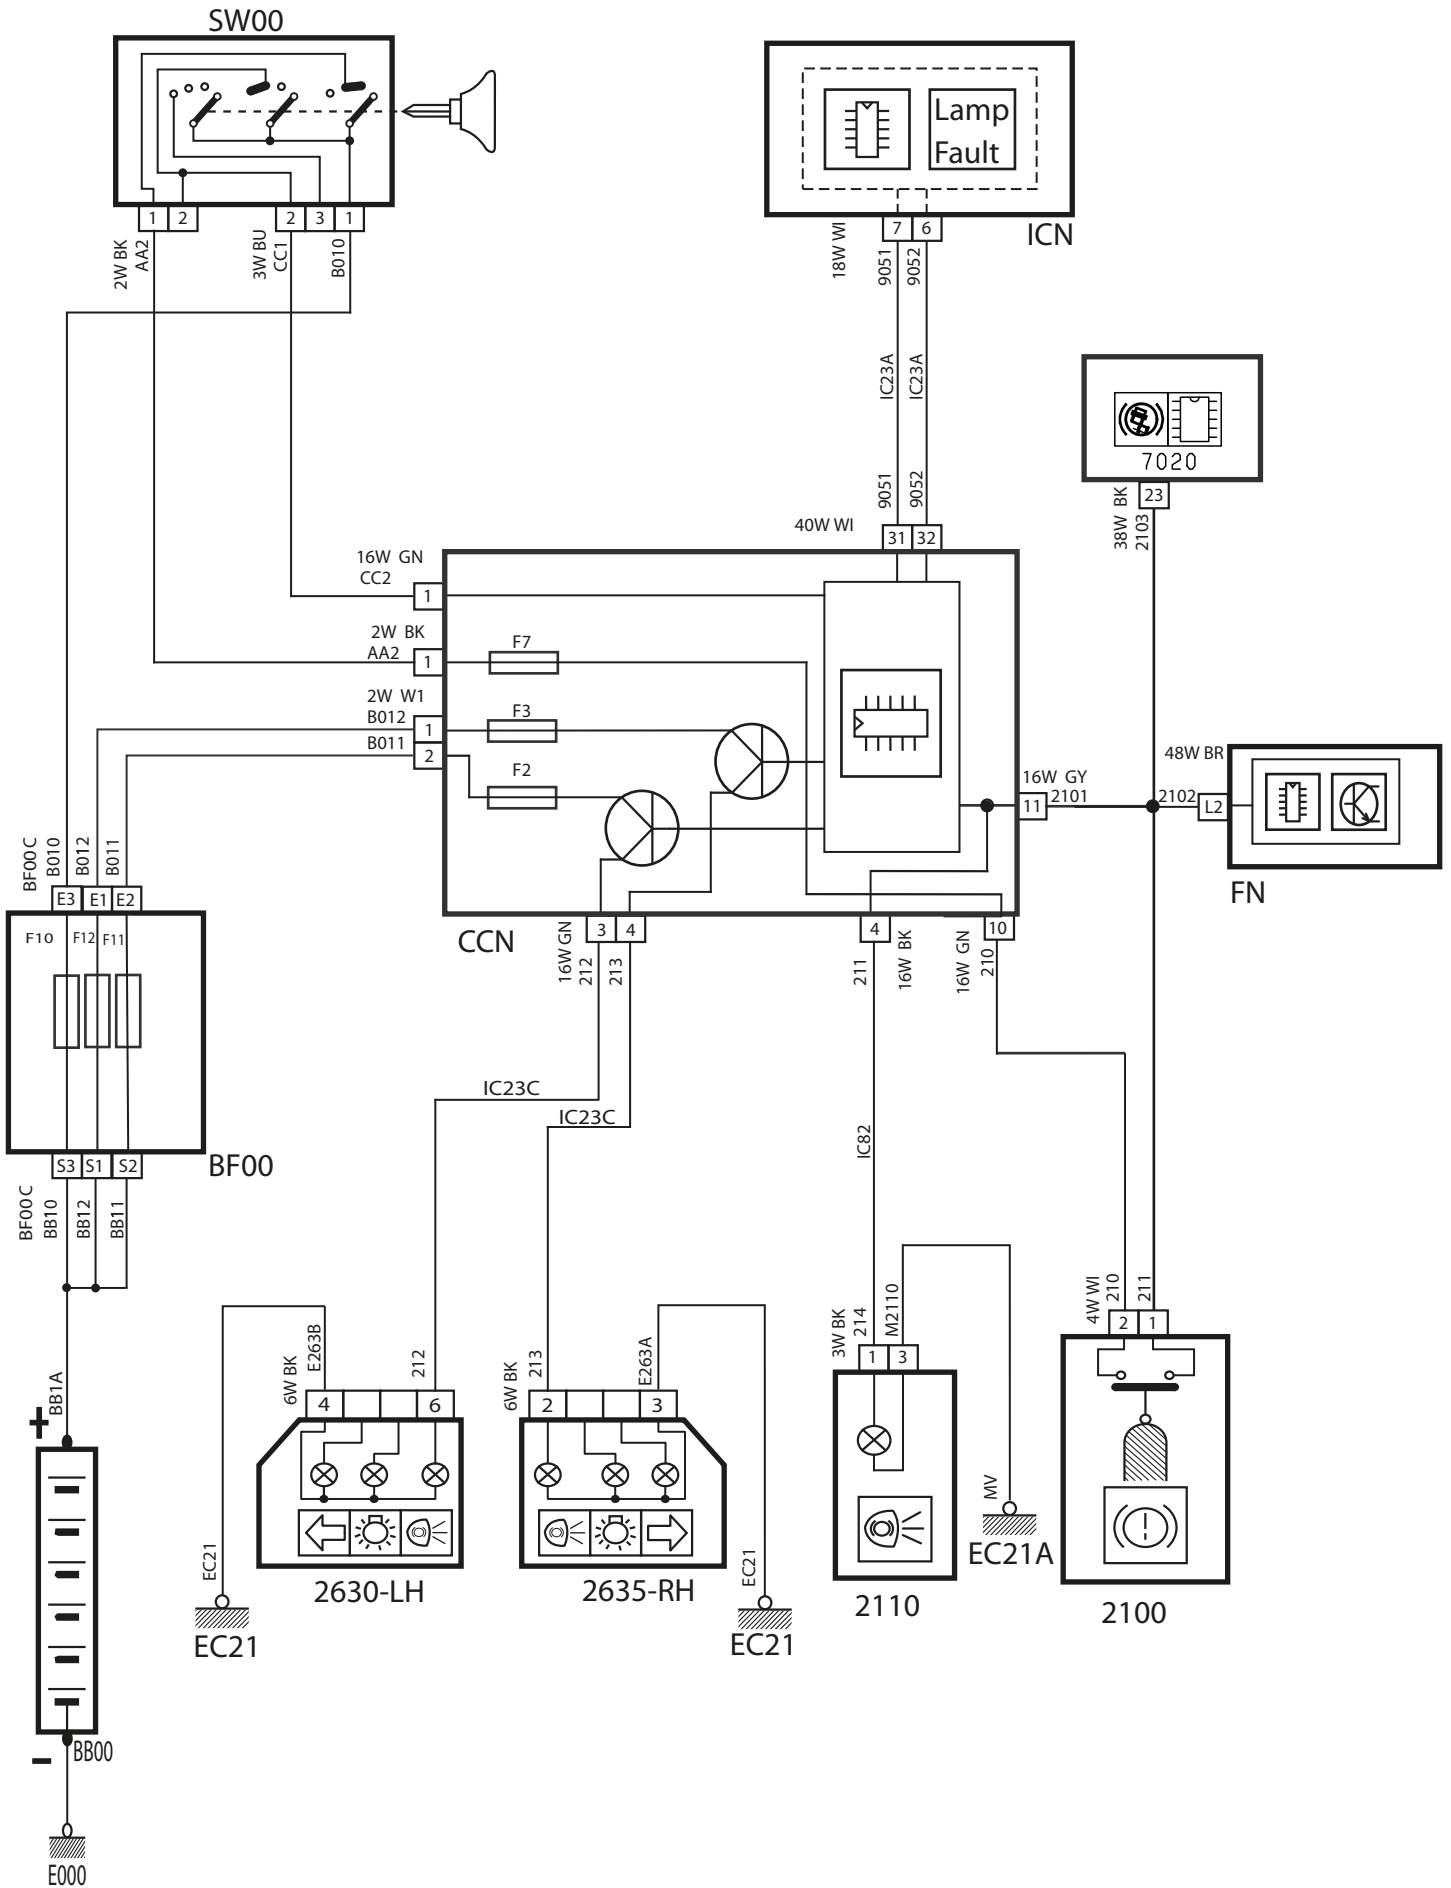 SW00
1 2 2 3 1
2W BK
AA2
3W BU
CC1
B010
Lamp
Fault
ICN
7 6
18W WI
9051
9052
IC23A
IC23A
9051
9052
40W WI
31 32
7020
23
38W BK
2103
16W GN
CC2
1
2W BK
AA2
1
F7
2W W1
B012
1
F3
B011
2
F2
16W GY
2101
11
2102
48W BR
L2
FN
CCN
3 4
16W GN
212
213
4
211
16W BK
10
16W GN
210
BF00 C
B010
B012
B011
E3 E1 E2
F10 F12 F11
S3 S1 S2
BF00
BF00 C
BB10
BB12
BB11
IC23C
IC23C
IC82
BB1A
+
-
BB00
E000
6W BK
E263B
212
4 6
EC21
EC21
2630-LH
6W BK
213
E263A
2 3
EC21
EC21
2635-RH
3W BK
214
M2110
1 3
MV
EC21A
2110
4W WI
210
211
2 1
2100